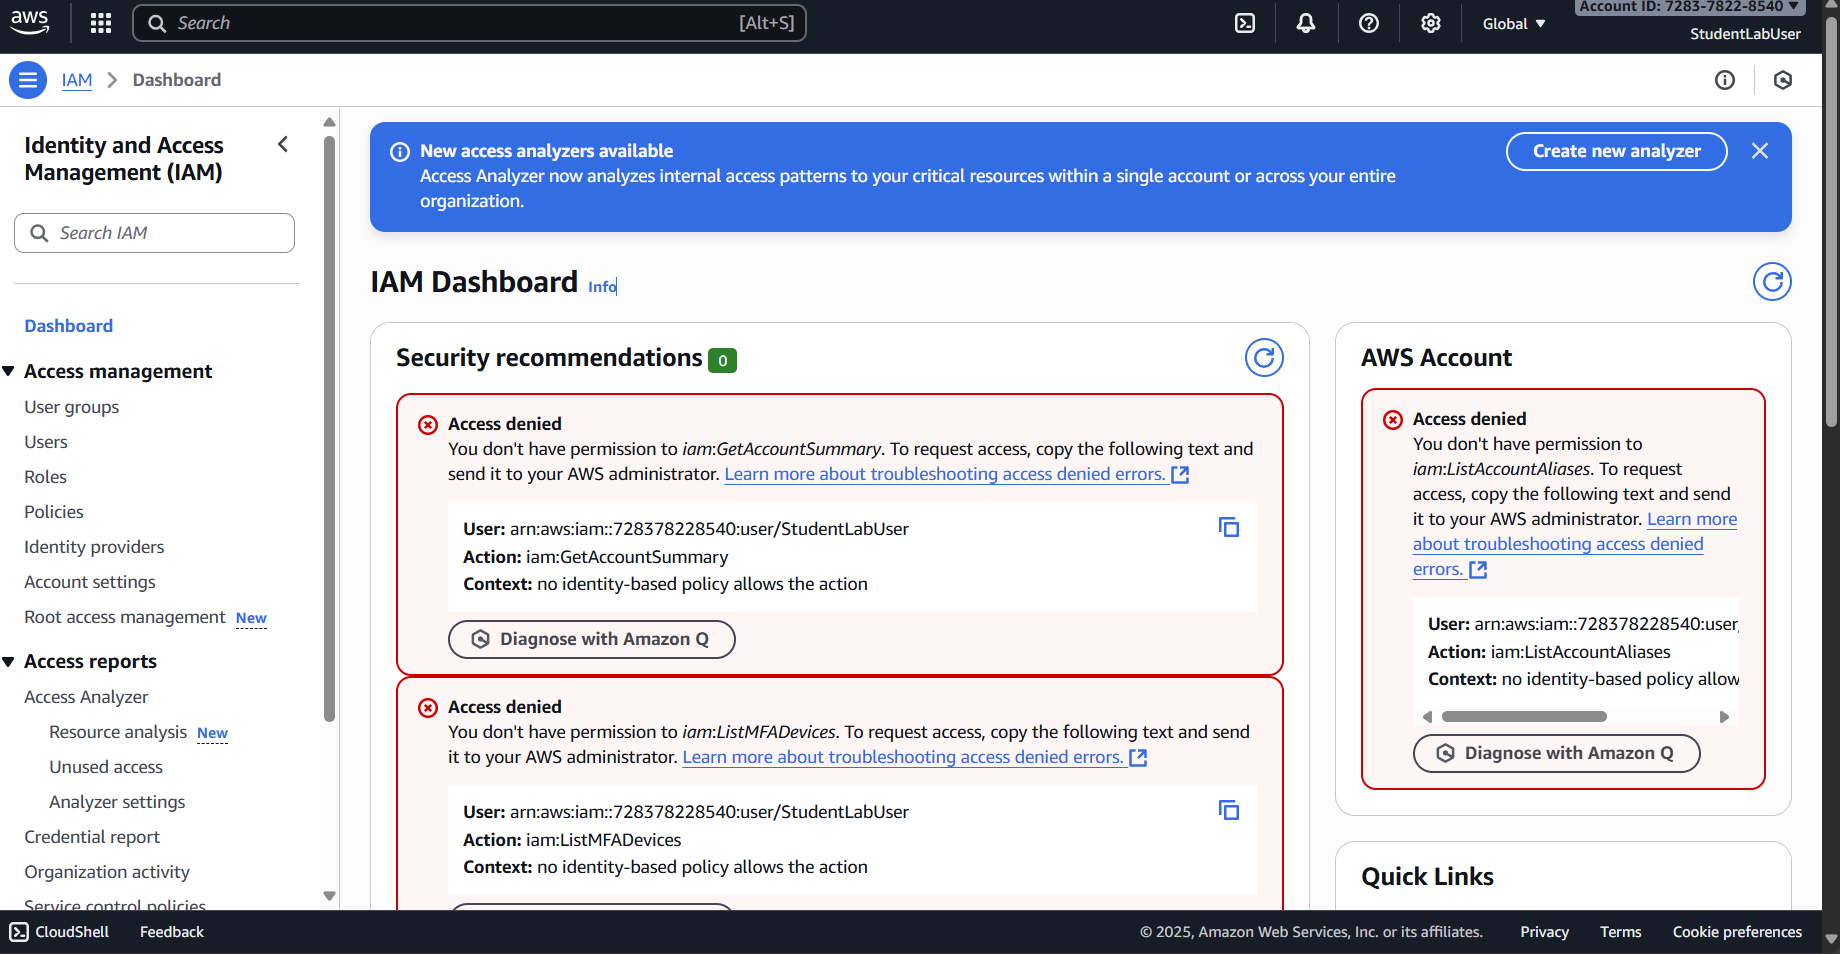 aws
Search
[Alt+S]
Global
Account ID: 7283-7822-8540
StudentLabUser
IAM
Dashboard
Identity and Access
Management (IAM)
Search IAM
Dashboard
Access management
User groups
Users
Roles
Policies
Identity providers
Account settings
Root access management New
Access reports
Access Analyzer
Resource analysis New
Unused access
Analyzer settings
Credential report
Organization activity
Service control policies
New access analyzers available
Access Analyzer now analyzes internal access patterns to your critical resources within a single account or across your entire
organization.
Create new analyzer
IAM Dashboard Info
Security recommendations 0
Access denied
You don't have permission to iam:GetAccountSummary. To request access, copy the following text and
send it to your AWS administrator. Learn more about troubleshooting access denied errors.
User: arn:aws:iam::728378228540:user/StudentLabUser
Action: iam:GetAccountSummary
Context: no identity-based policy allows the action
Diagnose with Amazon Q
Access denied
You don't have permission to iam:ListMFADevices. To request access, copy the following text and send
it to your AWS administrator. Learn more about troubleshooting access denied errors.
User: arn:aws:iam::728378228540:user/StudentLabUser
Action: iam:ListMFADevices
Context: no identity-based policy allows the action
AWS Account
Access denied
You don't have permission to
iam:ListAccountAliases. To request
access, copy the following text and send
it to your AWS administrator. Learn more
about troubleshooting access denied
errors.
User: arn:aws:iam::728378228540:user/
Action: iam:ListAccountAliases
Context: no identity-based policy allow
Diagnose with Amazon Q
Quick Links
CloudShell
Feedback
© 2025, Amazon Web Services, Inc. or its affiliates.
Privacy
Terms
Cookie preferences